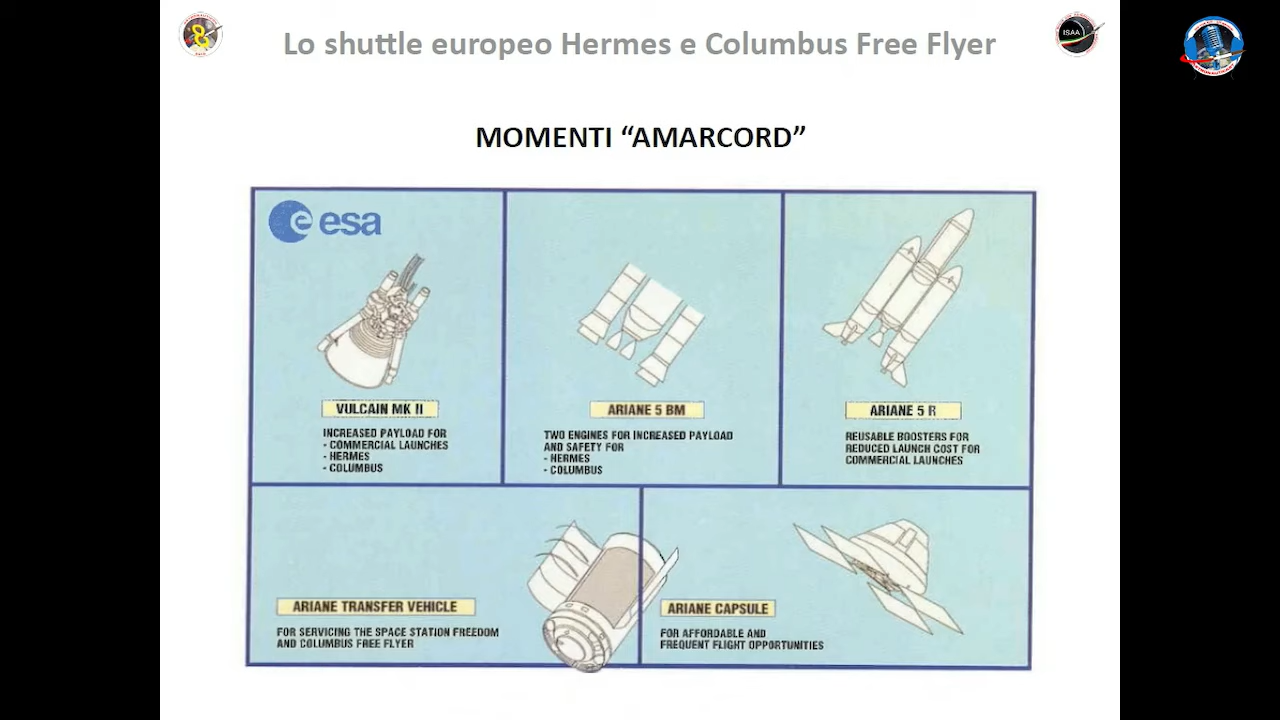 Lo shuttle europeo Hermes e Columbus Free Flyer
ISAA
MOMENTI “AMARCORD”
esa
VULCAIN MK II
INCREASED PAYLOAD FOR
- COMMERCIAL LAUNCHES
- HERMES
- COLUMBUS
ARIANE 5 BM
TWO ENGINES FOR INCREASED PAYLOAD
AND SAFETY FOR
- HERMES
- COLUMBUS
ARIANE 5 R
REUSABLE BOOSTERS FOR
REDUCED LAUNCH COST FOR
COMMERCIAL LAUNCHES
ARIANE TRANSFER VEHICLE
FOR SERVICING THE SPACE STATION FREEDOM
AND COLUMBUS FREE FLYER
ARIANE CAPSULE
FOR AFFORDABLE AND
FREQUENT FLIGHT OPPORTUNITIES